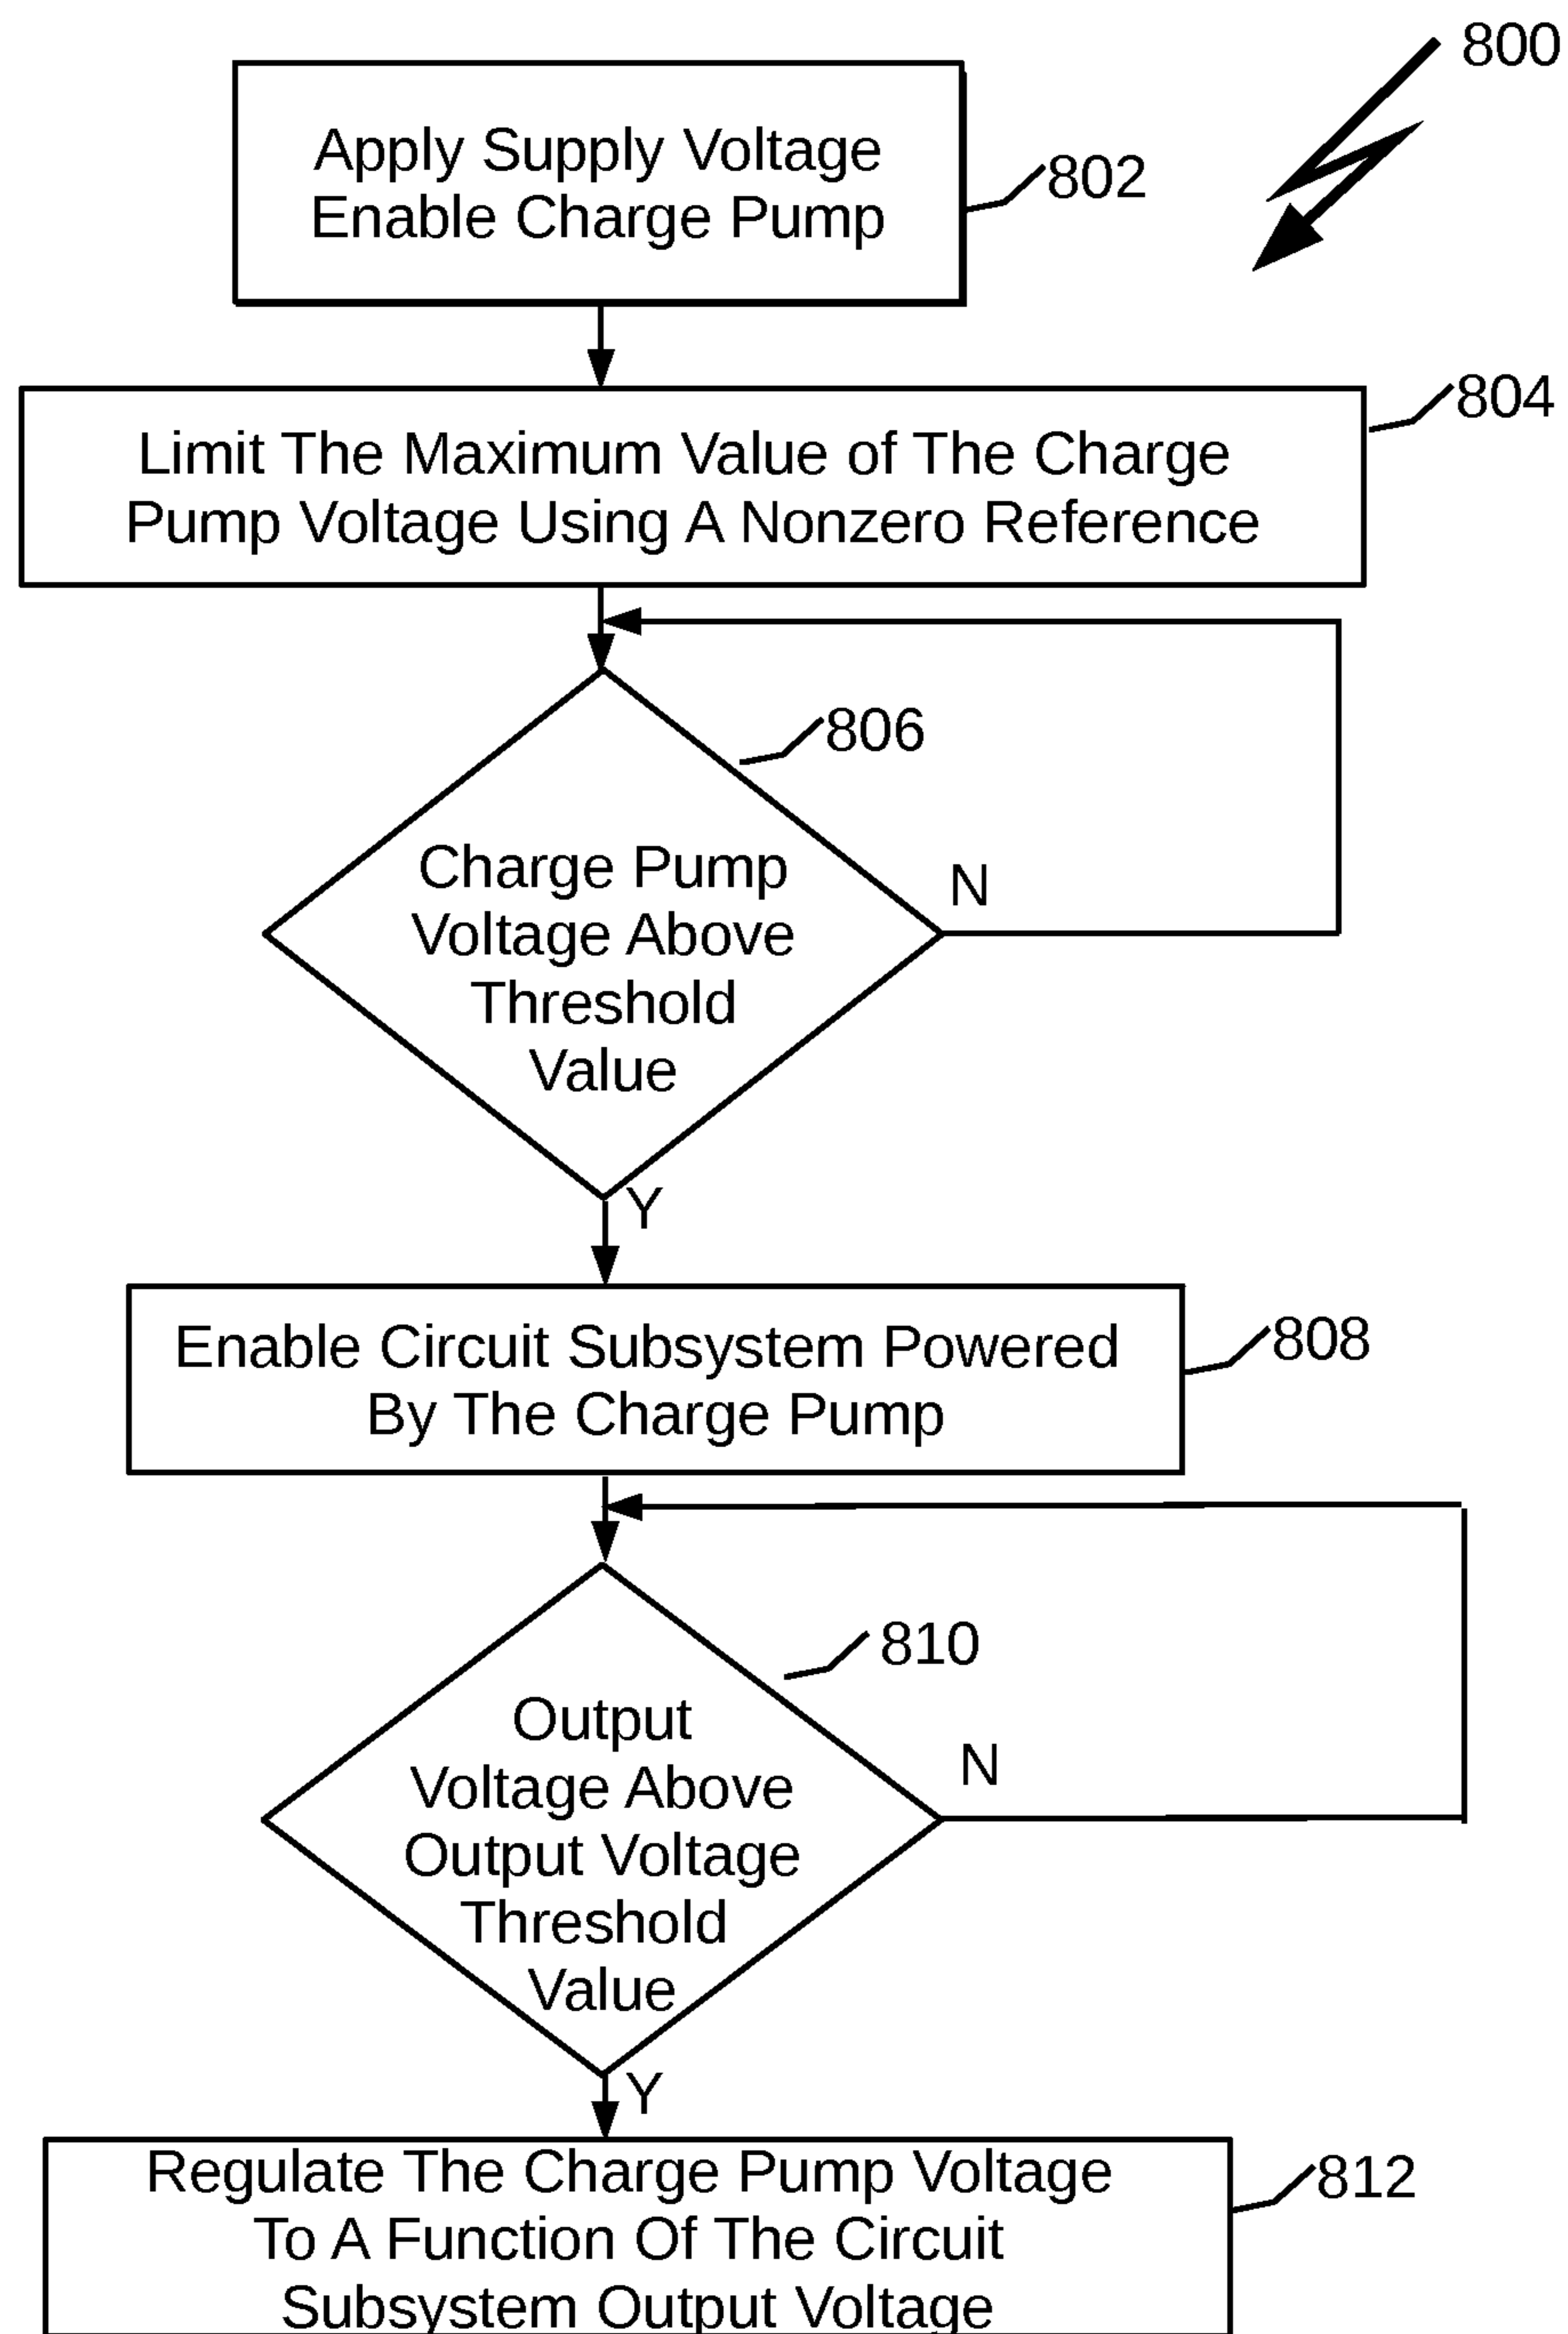 800
Apply Supply Voltage
Enable Charge Pump
802
804
Limit The Maximum Value of The Charge
Pump Voltage Using A Nonzero Reference
806
Charge Pump
Voltage Above
Threshold
Value
N
Y
Enable Circuit Subsystem Powered
By The Charge Pump
808
810
Output
Voltage Above
Output Voltage
Threshold
Value
N
Y
Regulate The Charge Pump Voltage
To A Function Of The Circuit
Subsystem Output Voltage
812